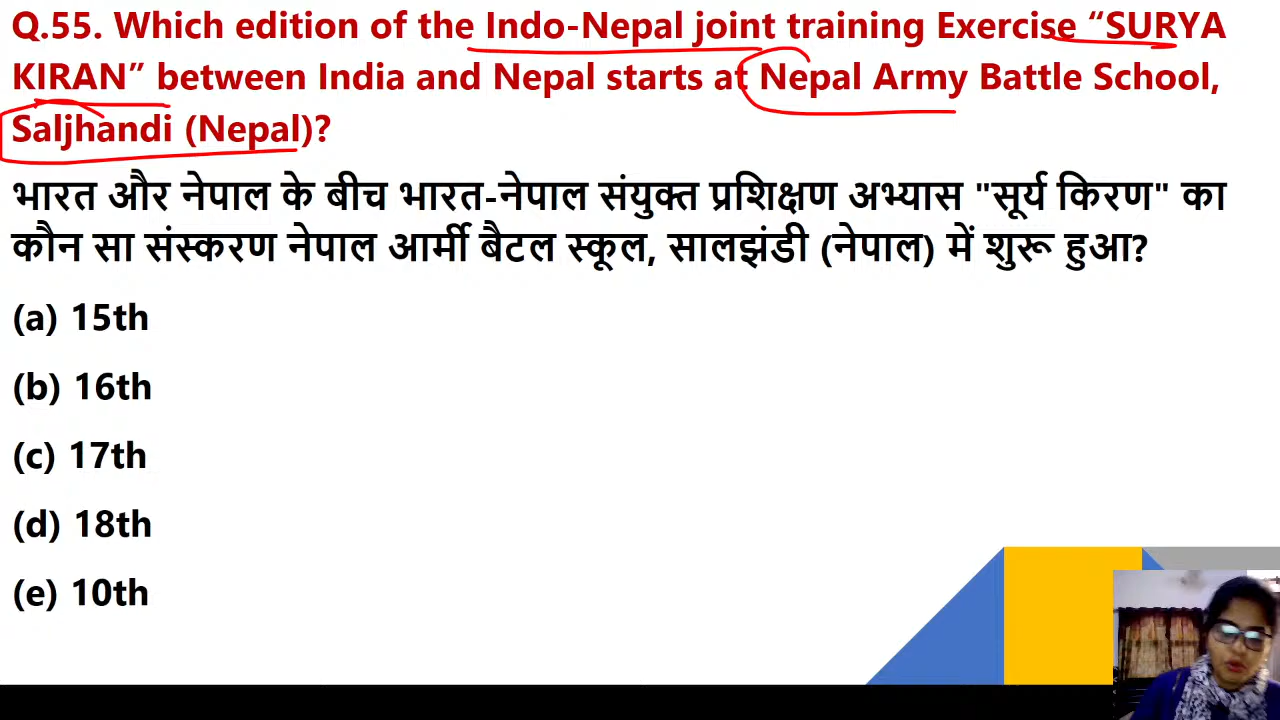 Q.55. Which edition of the Indo-Nepal joint training Exercise “SURYA
KIRAN” between India and Nepal starts at Nepal Army Battle School,
Saljhandi (Nepal)?
भारत और नेपाल के बीच भारत-नेपाल संयुक्त प्रशिक्षण अभ्यास "सूर्य किरण" का
कौन सा संस्करण नेपाल आर्मी बैटल स्कूल, सालझंडी (नेपाल) में शुरू हुआ?
(a) 15th
(b) 16th
(c) 17th
(d) 18th
(e) 10th